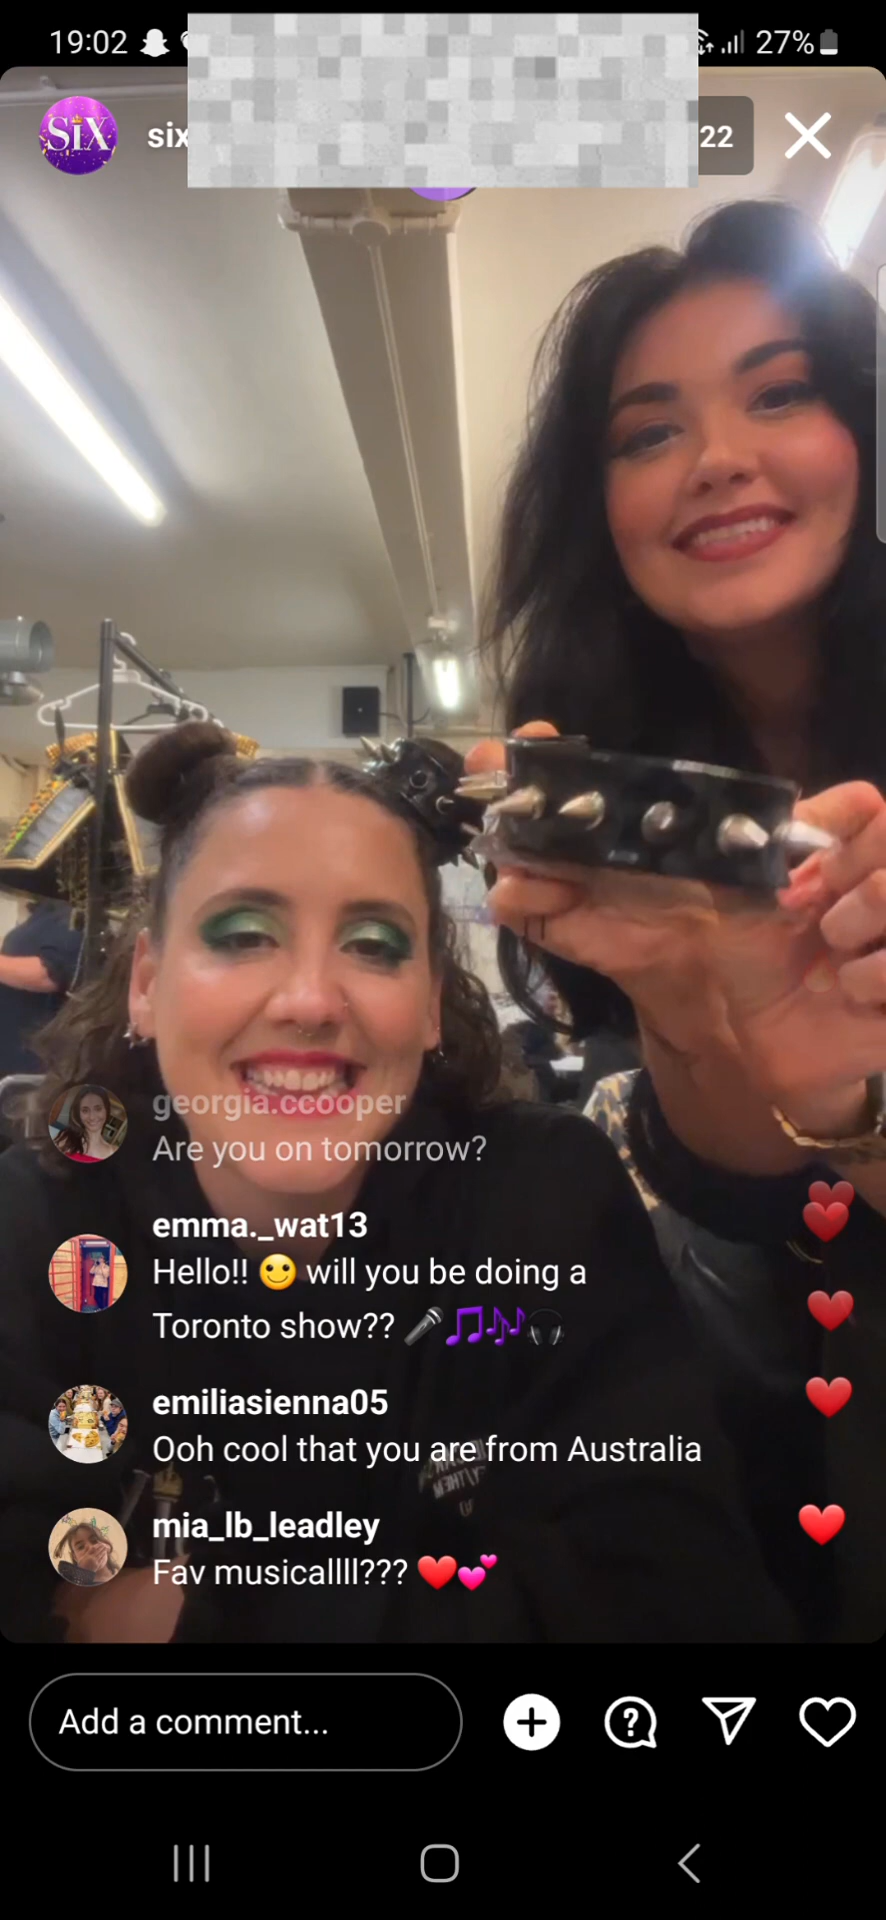 19:02
27%
SIX
six
22
georgia.ccooper
Are you on tomorrow?
emma._wat13
Hello!! 🙂 will you be doing a
Toronto show?? 🎤🎵🎶🎧
emiliasienna05
Ooh cool that you are from Australia
mia_lb_leadley
Fav musicallll??? ❤️💕
Add a comment...